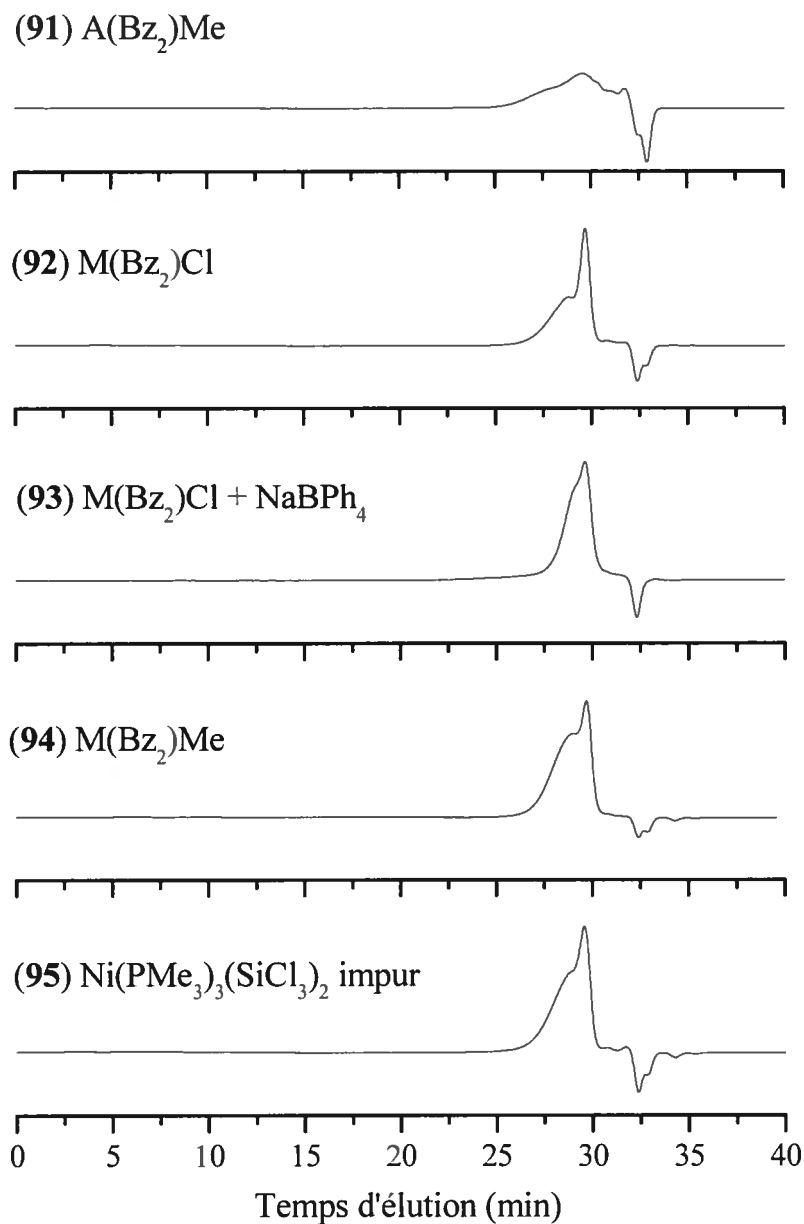 (91) A(Bz₂)Me
(92) M(Bz₂)Cl
(93) M(Bz₂)Cl + NaBPh₄
(94) M(Bz₂)Me
(95) Ni(PMe₃)₃(SiCl₃)₂ impur
0 5 10 15 20 25 30 35 40
Temps d'élution (min)